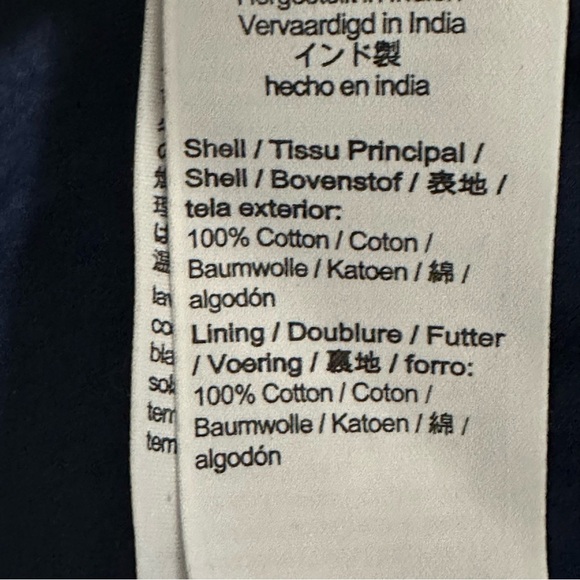 Vervaardigd in India
インド製
hecho en india
Shell / Tissu Principal /
Shell / Bovenstof / 表地 /
tela exterior:
100% Cotton / Coton /
Baumwolle / Katoen / 綿 /
algodón
Lining / Doublure / Futter
/ Voering / 裏地 / forro:
100% Cotton / Coton /
Baumwolle / Katoen / 綿 /
algodón